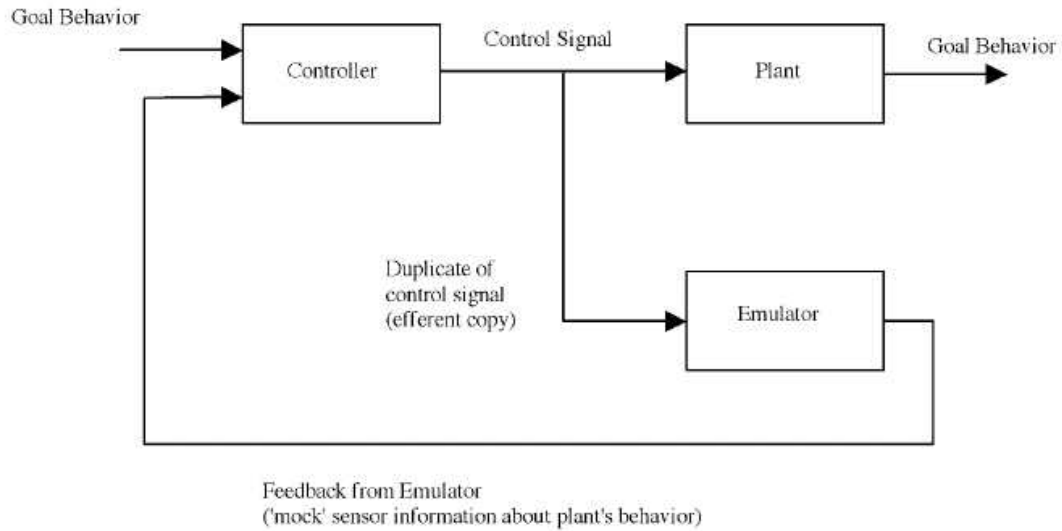 Goal Behavior
Control Signal
Goal Behavior
Controller
Plant
Duplicate of
control signal
(efferent copy)
Emulator
Feedback from Emulator
('mock' sensor information about plant's behavior)